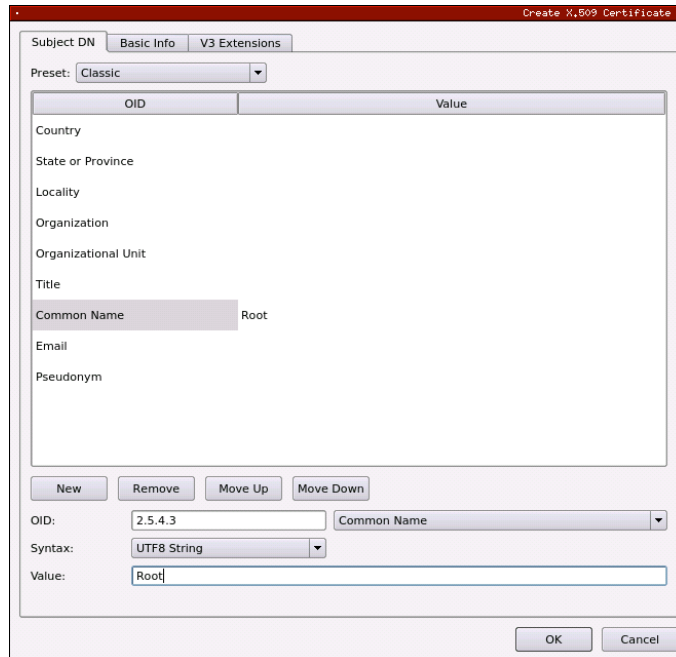 Create X.509 Certificate
Subject DN Basic Info V3 Extensions
Preset: Classic
OID Value
Country
State or Province
Locality
Organization
Organizational Unit
Title
Common Name Root
Email
Pseudonym
New Remove Move Up Move Down
OID: 2.5.4.3 Common Name
Syntax: UTF8 String
Value: Root
OK Cancel